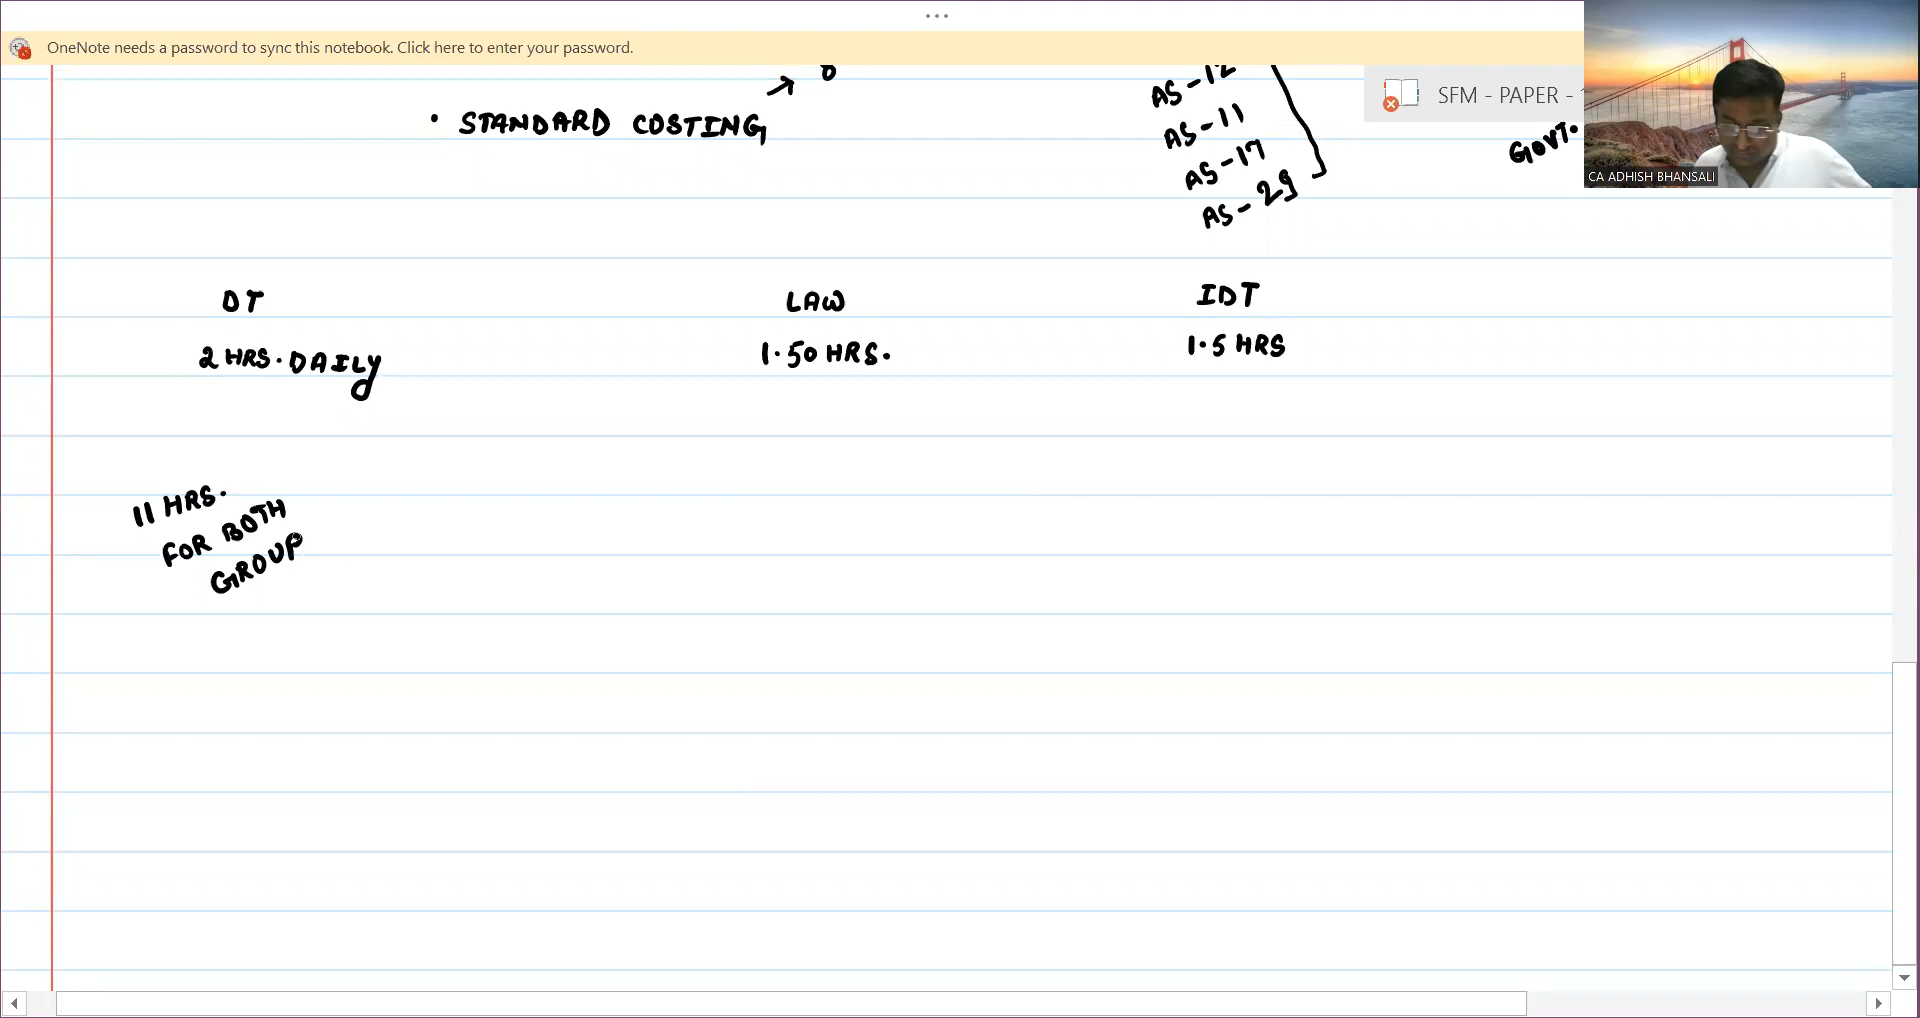 OneNote needs a password to sync this notebook. Click here to enter your password.
SFM - PAPER -
CA ADHISH BHANSALI
• STANDARD COSTING
AS-12
AS-11
AS-17
AS-29
GOVT.
DT
2 HRS. DAILY
LAW
1.50 HRS.
IDT
1.5 HRS
11 HRS.
FOR BOTH
GROUP